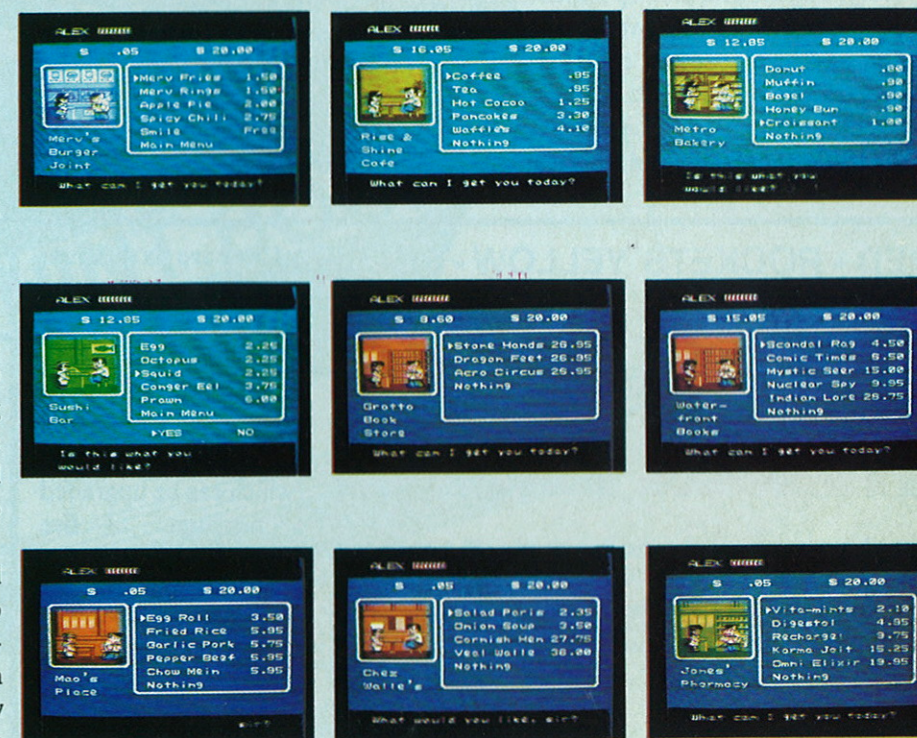 ALEX
$ .05 $ 20.00
Merv Fries 1.50
Merv Rings 1.50
Apple Pie 2.00
Spicy Chili 2.75
Smile Free
Main Menu
Merv's
Burger
Joint
What can I get you today?
ALEX
$ 16.05 $ 20.00
Coffee .95
Tea .95
Hot Cocoa 1.25
Pancakes 3.30
Waffles 4.10
Nothing
Rise &
Shine
Cafe
What can I get you today?
ALEX
$ 12.85 $ 20.00
Donut .80
Muffin .90
Bagel .90
Honey Bun .90
Croissant 1.00
Nothing
Metro
Bakery
Is this what you
would like?
ALEX
$ 12.85 $ 20.00
Egg 2.25
Octopus 2.25
Squid 2.25
Conger Eel 3.75
Prawn 6.00
Main Menu
Sushi
Bar
YES NO
Is this what you
would like?
ALEX
$ 8.60 $ 20.00
Stone Hands 26.95
Dragon Feet 26.95
Acro Circus 26.95
Nothing
Grotto
Book
Store
What can I get you today?
ALEX
$ 15.05 $ 20.00
Scandal Rag 4.50
Comic Times 6.50
Mystic Seer 15.00
Nuclear Spy 9.95
Indian Lore 28.75
Nothing
Water-
front
Books
What can I get you today?
ALEX
$ .05 $ 20.00
Egg Roll 3.50
Fried Rice 5.95
Garlic Pork 5.75
Pepper Beef 5.95
Chow Mein 5.95
Nothing
Mao's
Place
sir?
ALEX
$ .05 $ 20.00
Salad Paris 2.35
Onion Soup 3.50
Cornish Hen 27.75
Veal Walle 38.00
Nothing
Chez
Walle's
What would you like, sir?
ALEX
$ .05 $ 20.00
Vita-mints 2.10
Digestol 4.95
Recharge! 9.75
Karma Jolt 15.25
Omni Elixir 19.95
Nothing
Jones'
Pharmacy
What can I get you today?